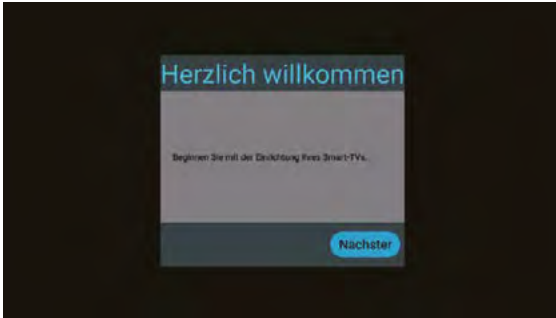 Herzlich willkommen
Beginnen Sie mit der Einrichtung Ihres Smart-TVs.
Nächster